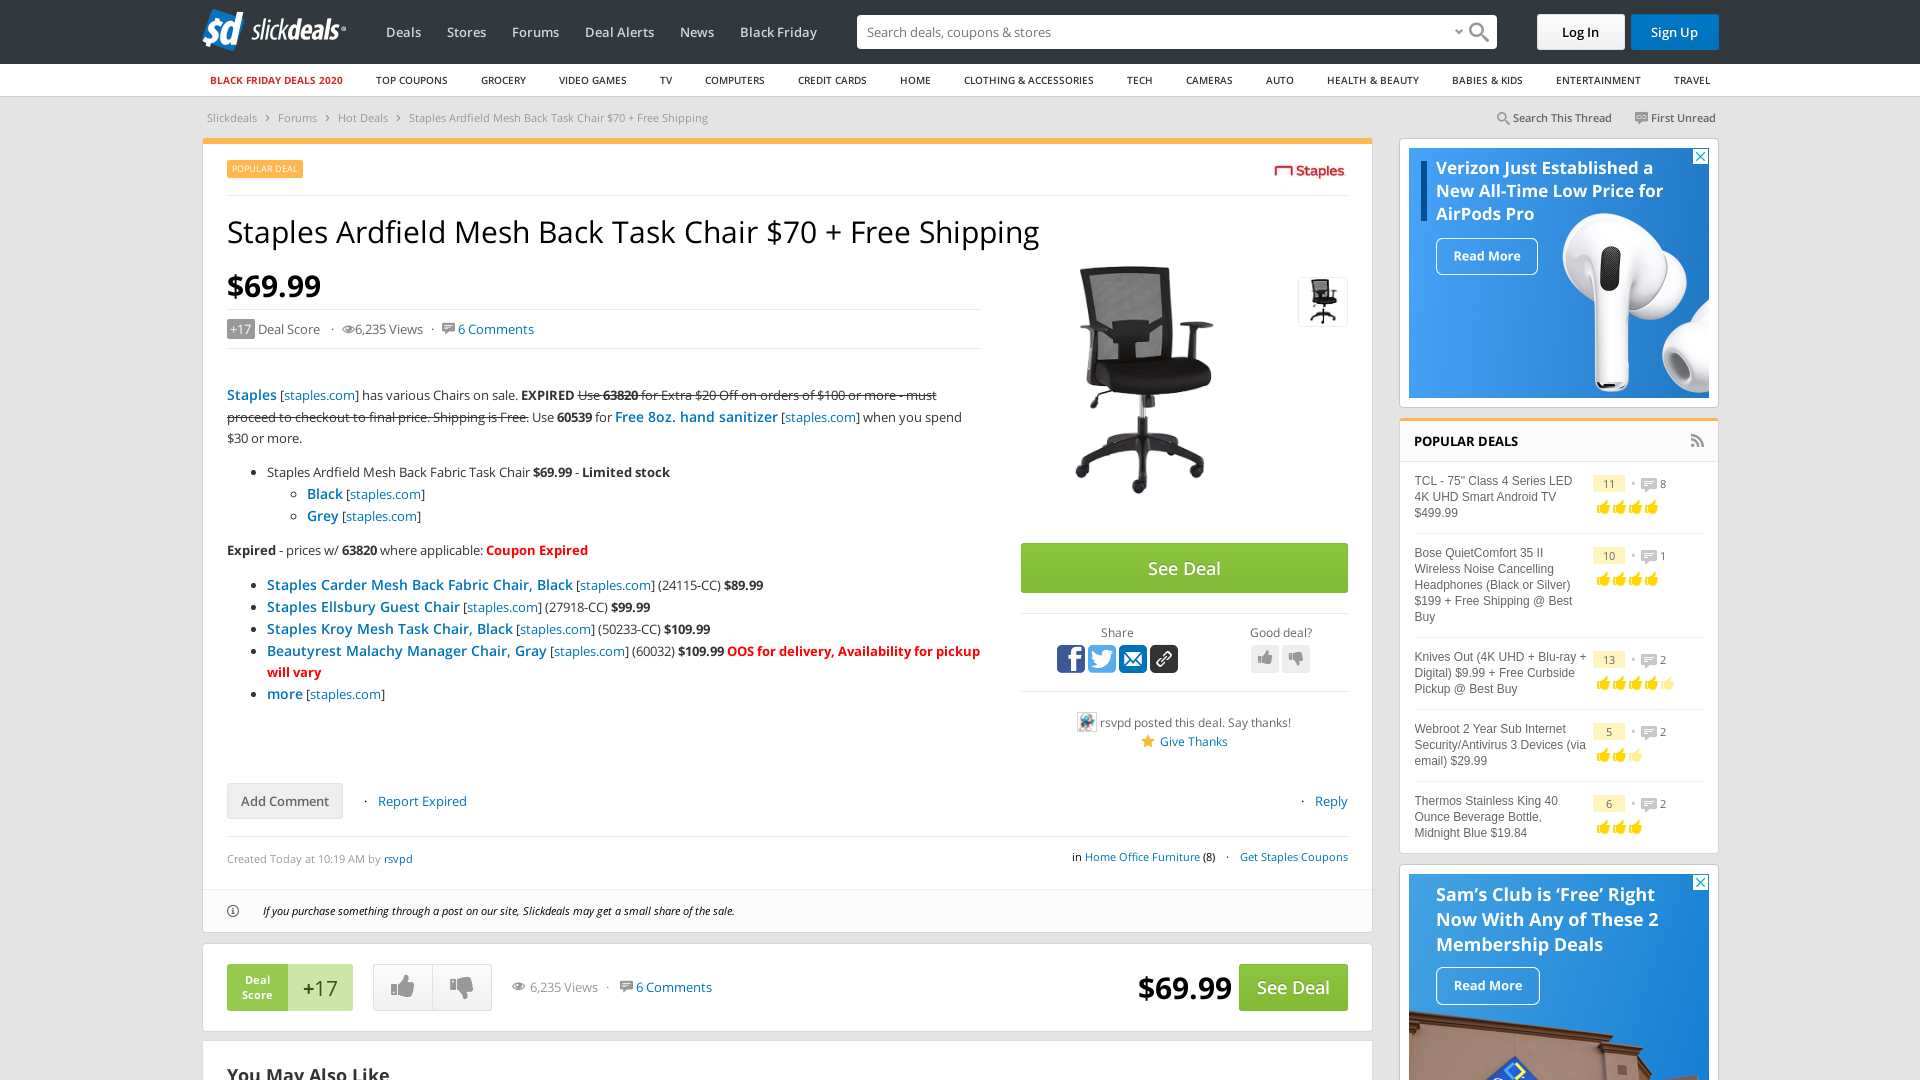 sd slickdeals
Deals Stores Forums Deal Alerts News Black Friday
Search deals, coupons & stores
Log In Sign Up
BLACK FRIDAY DEALS 2020 TOP COUPONS GROCERY VIDEO GAMES TV COMPUTERS CREDIT CARDS HOME CLOTHING & ACCESSORIES TECH CAMERAS AUTO HEALTH & BEAUTY BABIES & KIDS ENTERTAINMENT TRAVEL
Slickdeals > Forums > Hot Deals > Staples Ardfield Mesh Back Task Chair $70 + Free Shipping
Search This Thread First Unread
POPULAR DEAL
Staples
Staples Ardfield Mesh Back Task Chair $70 + Free Shipping
$69.99
+17 Deal Score · 6,235 Views · 6 Comments
Staples [staples.com] has various Chairs on sale. EXPIRED Use 63820 for Extra $20 Off on orders of $100 or more - must
proceed to checkout to final price. Shipping is Free. Use 60539 for Free 8oz. hand sanitizer [staples.com] when you spend
$30 or more.
• Staples Ardfield Mesh Back Fabric Task Chair $69.99 - Limited stock
◦ Black [staples.com]
◦ Grey [staples.com]
Expired - prices w/ 63820 where applicable: Coupon Expired
• Staples Carder Mesh Back Fabric Chair, Black [staples.com] (24115-CC) $89.99
• Staples Ellsbury Guest Chair [staples.com] (27918-CC) $99.99
• Staples Kroy Mesh Task Chair, Black [staples.com] (50233-CC) $109.99
• Beautyrest Malachy Manager Chair, Gray [staples.com] (60032) $109.99 OOS for delivery, Availability for pickup
will vary
• more [staples.com]
See Deal
Share
Good deal?
rsvpd posted this deal. Say thanks!
Give Thanks
Add Comment · Report Expired
· Reply
Created Today at 10:19 AM by rsvpd
in Home Office Furniture (8) · Get Staples Coupons
If you purchase something through a post on our site, Slickdeals may get a small share of the sale.
Deal
Score
+17
6,235 Views · 6 Comments
$69.99
See Deal
You May Also Like
Verizon Just Established a
New All-Time Low Price for
AirPods Pro
Read More
POPULAR DEALS
TCL - 75" Class 4 Series LED
4K UHD Smart Android TV
$499.99
11 • 8
Bose QuietComfort 35 II
Wireless Noise Cancelling
Headphones (Black or Silver)
$199 + Free Shipping @ Best
Buy
10 • 1
Knives Out (4K UHD + Blu-ray +
Digital) $9.99 + Free Curbside
Pickup @ Best Buy
13 • 2
Webroot 2 Year Sub Internet
Security/Antivirus 3 Devices (via
email) $29.99
5 • 2
Thermos Stainless King 40
Ounce Beverage Bottle,
Midnight Blue $19.84
6 • 2
Sam's Club is 'Free' Right
Now With Any of These 2
Membership Deals
Read More